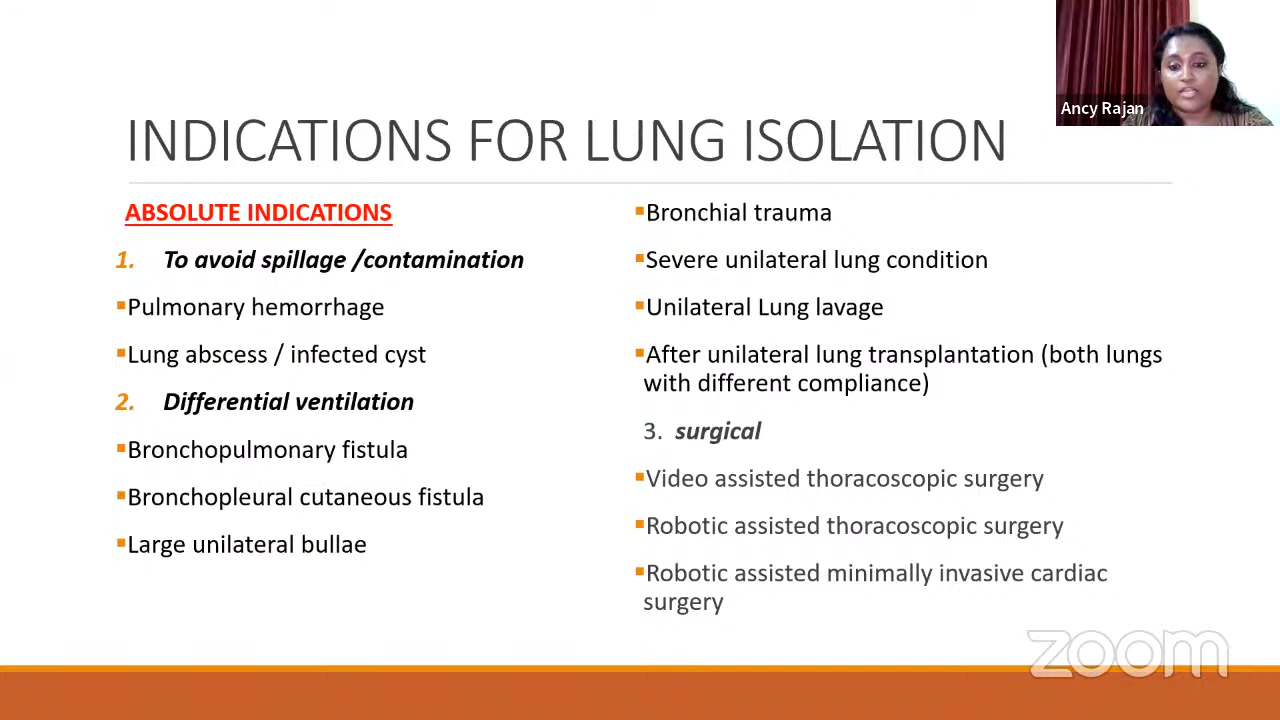 Ancy Rajan
INDICATIONS FOR LUNG ISOLATION
ABSOLUTE INDICATIONS
1. To avoid spillage /contamination
▪Pulmonary hemorrhage
▪Lung abscess / infected cyst
2. Differential ventilation
▪Bronchopulmonary fistula
▪Bronchopleural cutaneous fistula
▪Large unilateral bullae
▪Bronchial trauma
▪Severe unilateral lung condition
▪Unilateral Lung lavage
▪After unilateral lung transplantation (both lungs
with different compliance)
3. surgical
▪Video assisted thoracoscopic surgery
▪Robotic assisted thoracoscopic surgery
▪Robotic assisted minimally invasive cardiac
surgery
zoom